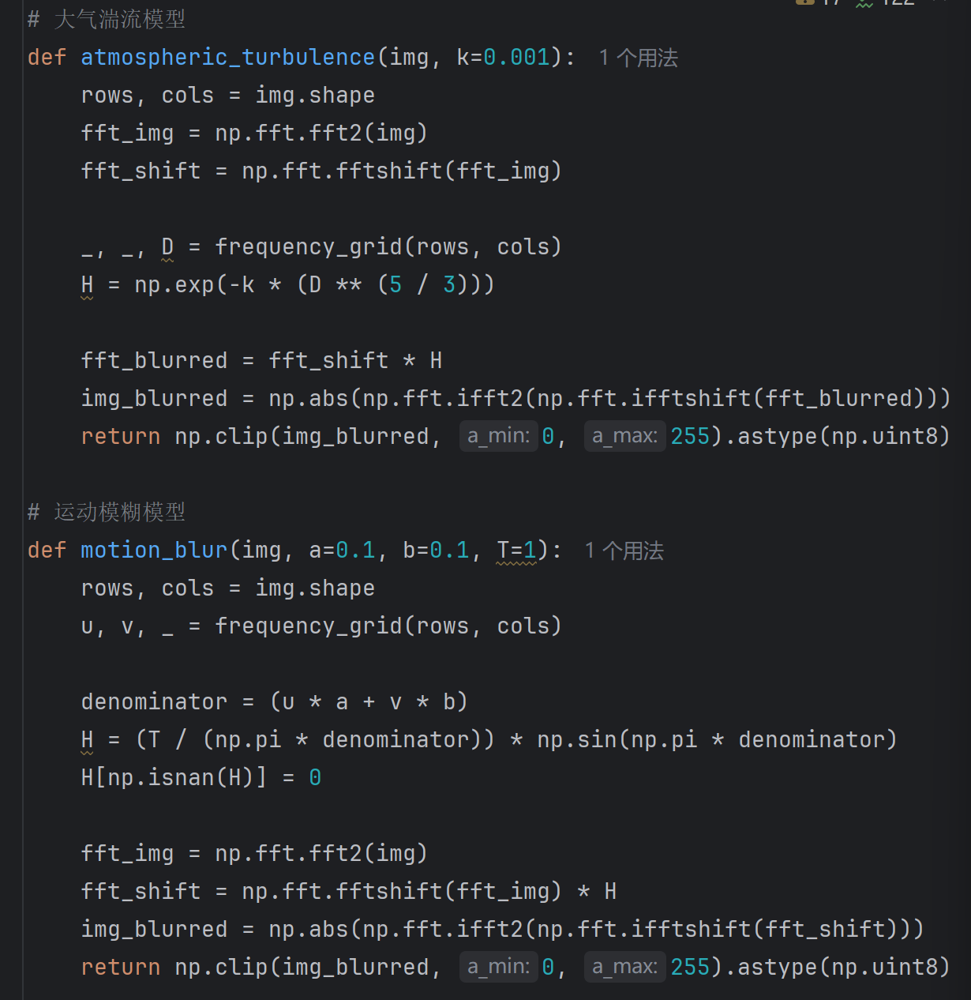 # 大气湍流模型
def atmospheric_turbulence(img, k=0.001): 1 个用法
    rows, cols = img.shape
    fft_img = np.fft.fft2(img)
    fft_shift = np.fft.fftshift(fft_img)
    _, _, D = frequency_grid(rows, cols)
    H = np.exp(-k * (D ** (5 / 3)))
    fft_blurred = fft_shift * H
    img_blurred = np.abs(np.fft.ifft2(np.fft.ifftshift(fft_blurred)))
    return np.clip(img_blurred, a_min: 0, a_max: 255).astype(np.uint8)
# 运动模糊模型
def motion_blur(img, a=0.1, b=0.1, T=1): 1 个用法
    rows, cols = img.shape
    u, v, _ = frequency_grid(rows, cols)
    denominator = (u * a + v * b)
    H = (T / (np.pi * denominator)) * np.sin(np.pi * denominator)
    H[np.isnan(H)] = 0
    fft_img = np.fft.fft2(img)
    fft_shift = np.fft.fftshift(fft_img) * H
    img_blurred = np.abs(np.fft.ifft2(np.fft.ifftshift(fft_shift)))
    return np.clip(img_blurred, a_min: 0, a_max: 255).astype(np.uint8)